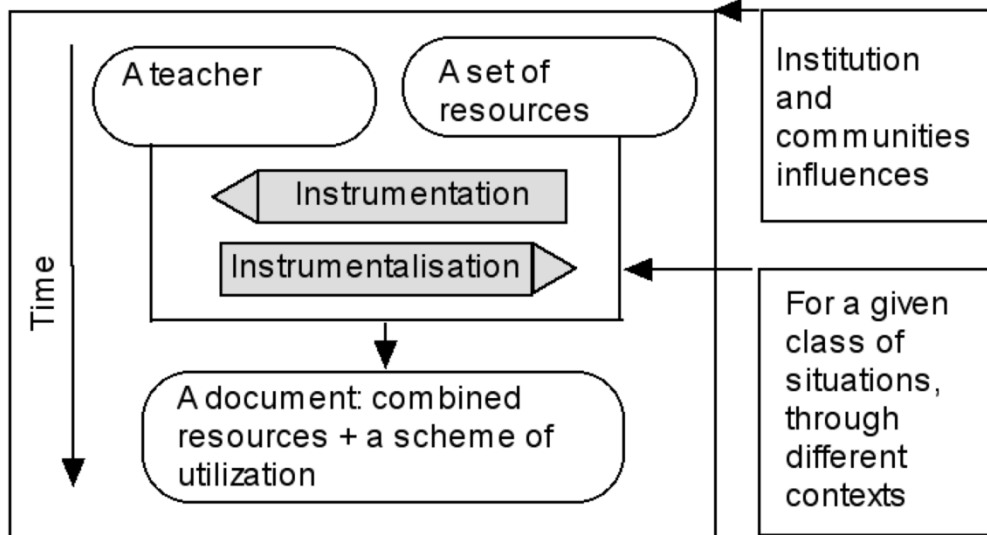 A teacher
A set of
resources
Institution
and
communities
influences
Instrumentation
Instrumentalisation
Time
For a given
class of
situations,
through
different
contexts
A document: combined
resources + a scheme of
utilization